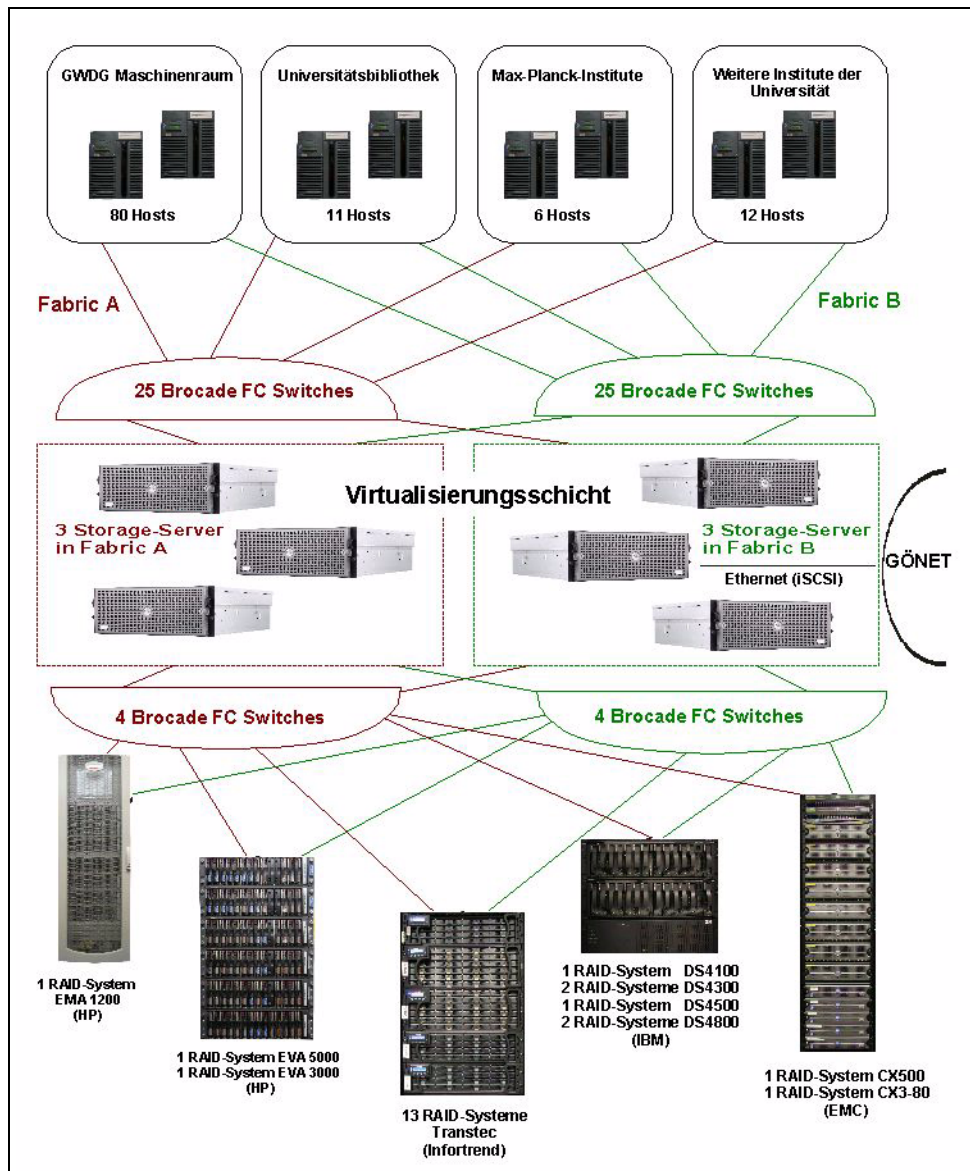 GWDG Maschinenraum
80 Hosts
Universitätsbibliothek
11 Hosts
Max-Planck-Institute
6 Hosts
Weitere Institute der
Universität
12 Hosts
Fabric A
Fabric B
25 Brocade FC Switches
25 Brocade FC Switches
Virtualisierungsschicht
3 Storage-Server
in Fabric A
3 Storage-Server
in Fabric B
Ethernet (iSCSI)
GÖNET
4 Brocade FC Switches
4 Brocade FC Switches
1 RAID-System
EMA 1200
(HP)
1 RAID-System EVA 5000
1 RAID-System EVA 3000
(HP)
13 RAID-Systeme
Transtec
(Infortrend)
1 RAID-System DS4100
2 RAID-Systeme DS4300
1 RAID-System DS4500
2 RAID-Systeme DS4800
(IBM)
1 RAID-System CX500
1 RAID-System CX3-80
(EMC)